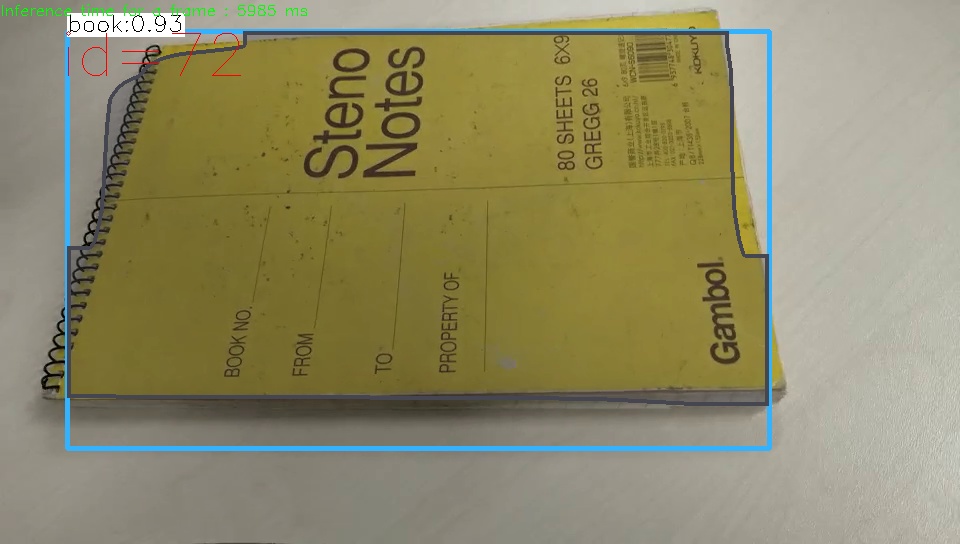 Inference time for a frame : 5985 ms
book:0.93
id= 72
Steno
Notes
80 SHEETS 6X9
GREGG 26
KOKUYO
BOOK NO.
FROM
TO
PROPERTY OF
Gambol